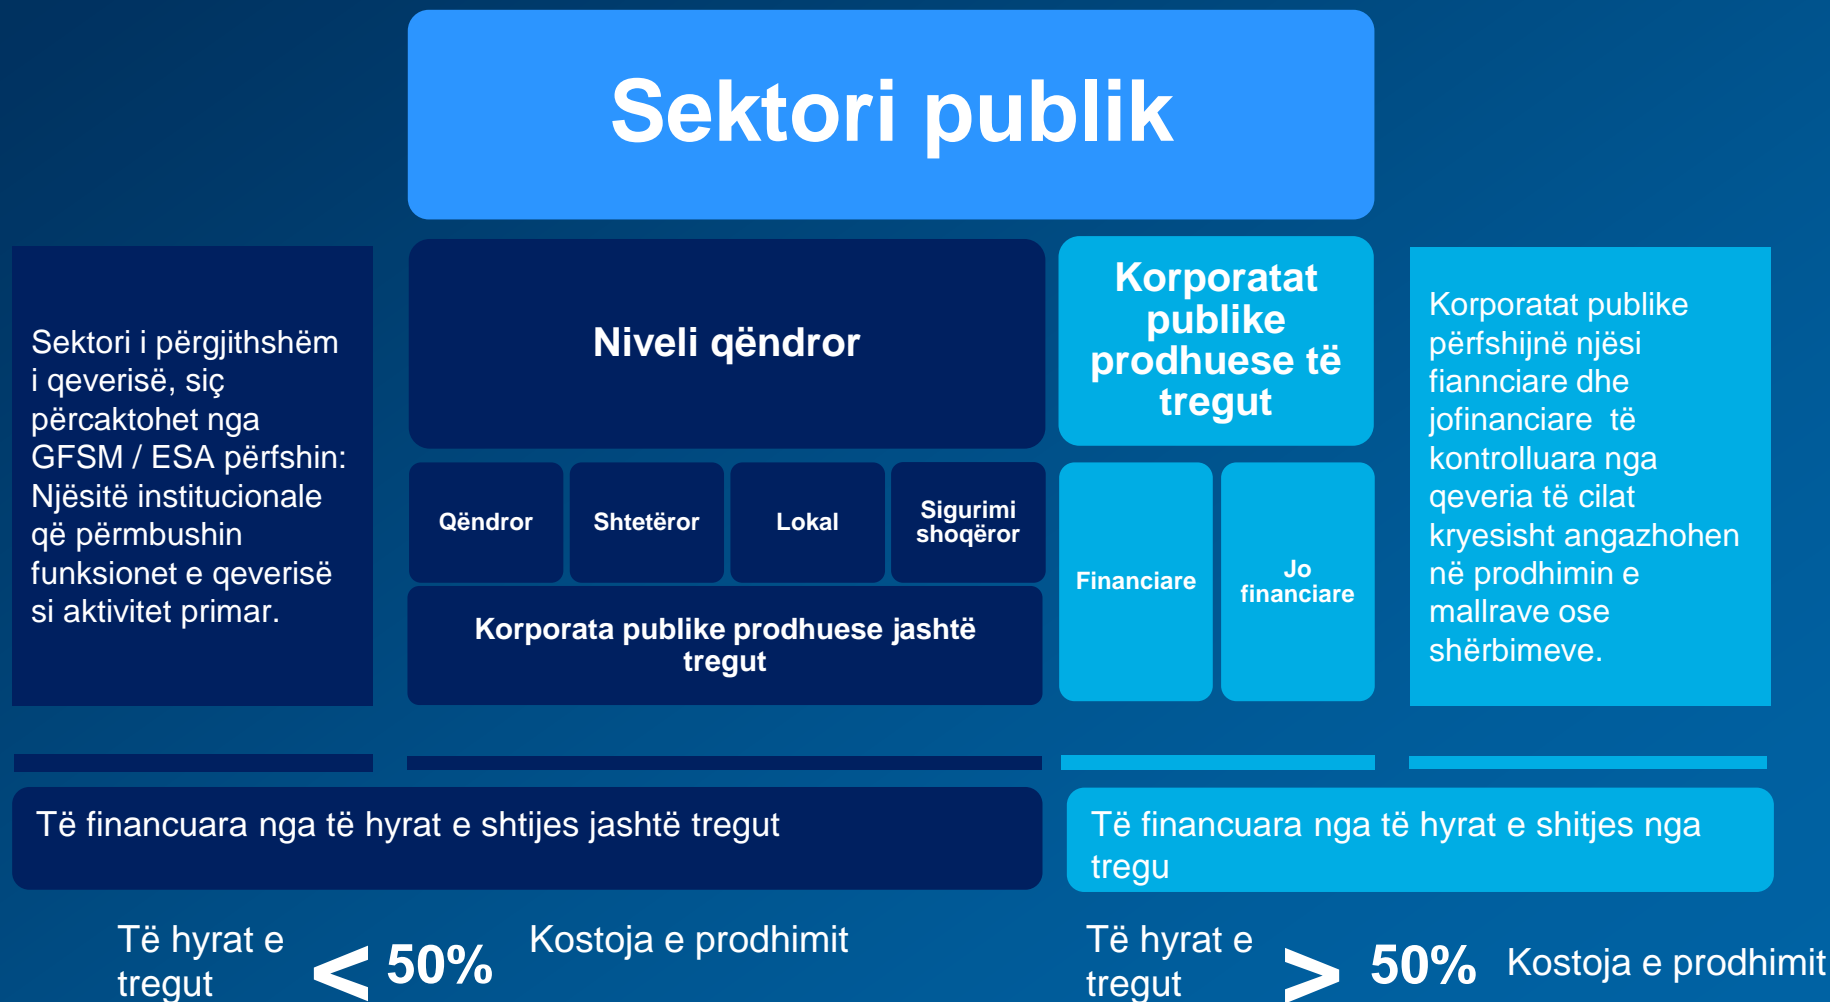 Sektori publik
Sektori i përgjithshëm
i qeverisë, siç
përcaktohet nga
GFSM / ESA përfshin:
Njësitë institucionale
që përmbushin
funksionet e qeverisë
si aktivitet primar.
Niveli qëndror
Qëndror
Shtetëror
Lokal
Sigurimi
shoqëror
Korporata publike prodhuese jashtë
tregut
Korporatat
publike
prodhuese të
tregut
Financiare
Jo
financiare
Korporatat publike
përfshijnë njësi
fiannciare dhe
jofinanciare të
kontrolluara nga
qeveria të cilat
kryesisht angazhohen
në prodhimin e
mallrave ose
shërbimeve.
Të financuara nga të hyrat e shtijes jashtë tregut
Të financuara nga të hyrat e shitjes nga
tregu
Të hyrat e
tregut
< 50%
Kostoja e prodhimit
Të hyrat e
tregut
> 50%
Kostoja e prodhimit